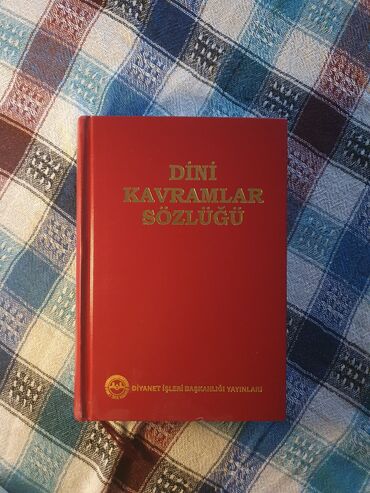 DİNİ
KAVRAMLAR
SÖZLÜĞÜ
DİYANET İŞLERİ BAŞKANLIĞI YAYINLARI